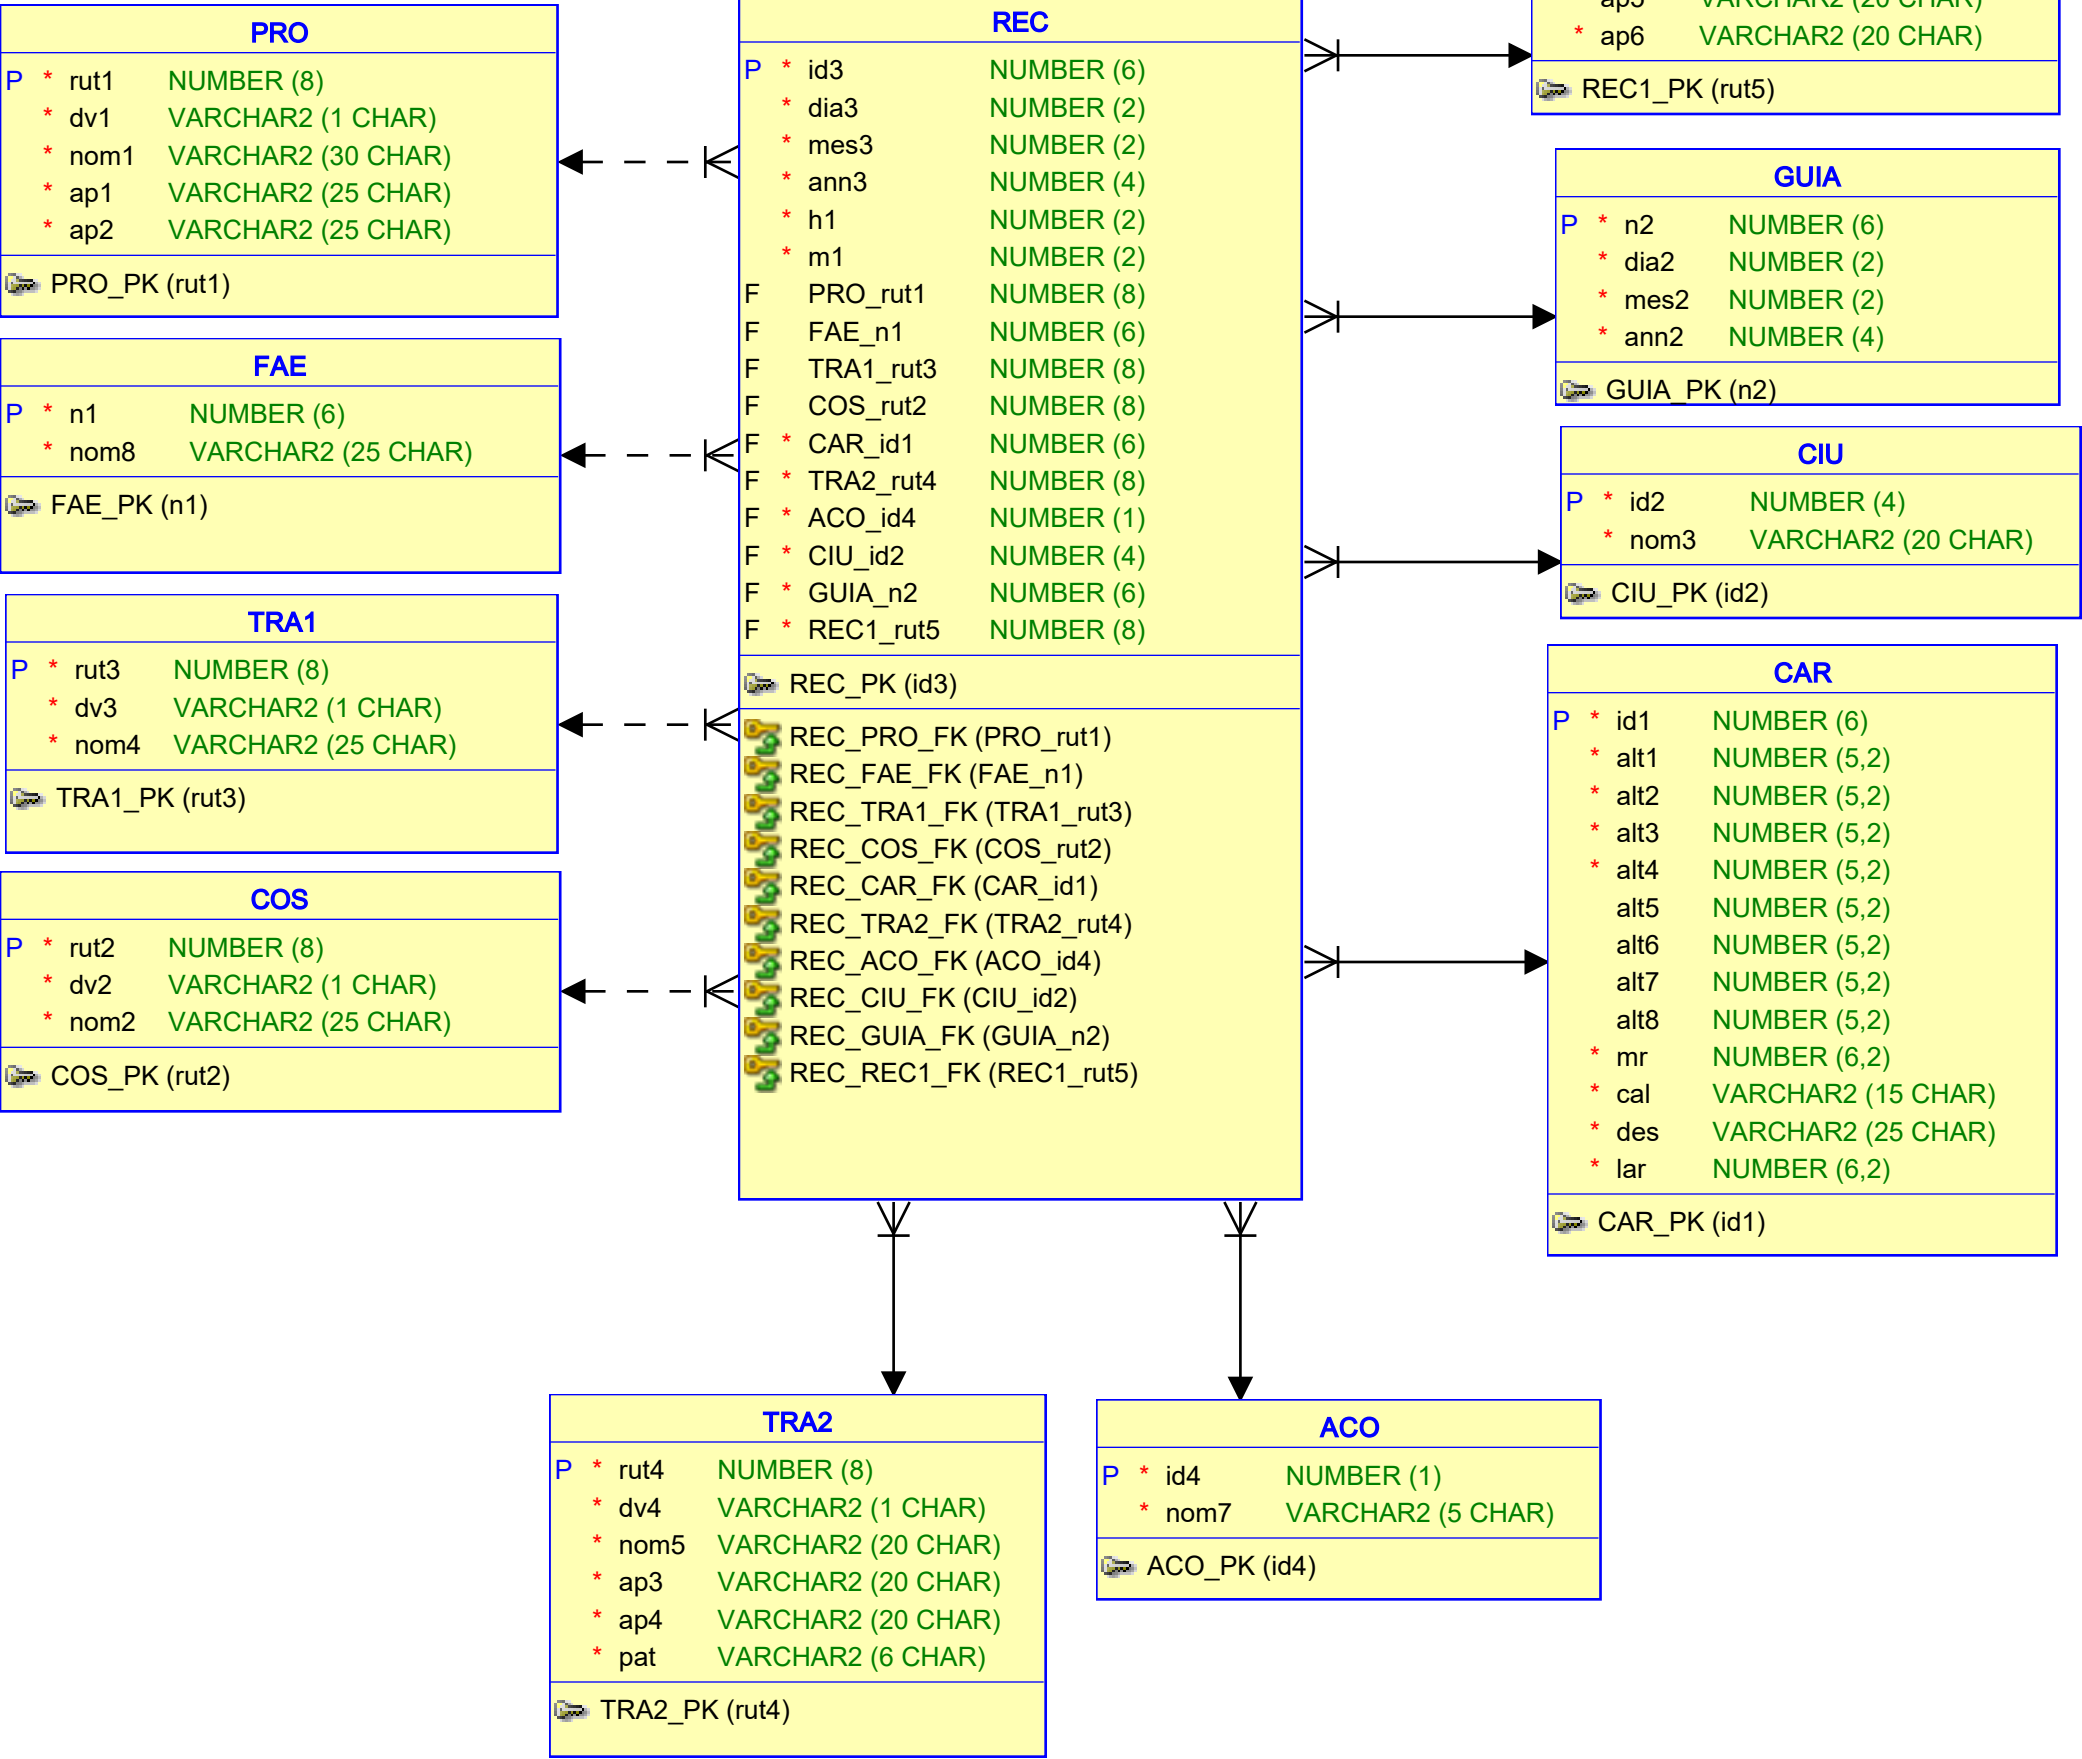 PRO
P * rut1 NUMBER (8)
* dv1 VARCHAR2 (1 CHAR)
* nom1 VARCHAR2 (30 CHAR)
* ap1 VARCHAR2 (25 CHAR)
* ap2 VARCHAR2 (25 CHAR)
PRO_PK (rut1)
FAE
P * n1 NUMBER (6)
* nom8 VARCHAR2 (25 CHAR)
FAE_PK (n1)
TRA1
P * rut3 NUMBER (8)
* dv3 VARCHAR2 (1 CHAR)
* nom4 VARCHAR2 (25 CHAR)
TRA1_PK (rut3)
COS
P * rut2 NUMBER (8)
* dv2 VARCHAR2 (1 CHAR)
* nom2 VARCHAR2 (25 CHAR)
COS_PK (rut2)
REC
P * id3 NUMBER (6)
* dia3 NUMBER (2)
* mes3 NUMBER (2)
* ann3 NUMBER (4)
* h1 NUMBER (2)
* m1 NUMBER (2)
F PRO_rut1 NUMBER (8)
F FAE_n1 NUMBER (6)
F TRA1_rut3 NUMBER (8)
F COS_rut2 NUMBER (8)
F * CAR_id1 NUMBER (6)
F * TRA2_rut4 NUMBER (8)
F * ACO_id4 NUMBER (1)
F * CIU_id2 NUMBER (4)
F * GUIA_n2 NUMBER (6)
F * REC1_rut5 NUMBER (8)
REC_PK (id3)
REC_PRO_FK (PRO_rut1)
REC_FAE_FK (FAE_n1)
REC_TRA1_FK (TRA1_rut3)
REC_COS_FK (COS_rut2)
REC_CAR_FK (CAR_id1)
REC_TRA2_FK (TRA2_rut4)
REC_ACO_FK (ACO_id4)
REC_CIU_FK (CIU_id2)
REC_GUIA_FK (GUIA_n2)
REC_REC1_FK (REC1_rut5)
ap5 VARCHAR2 (20 CHAR)
* ap6 VARCHAR2 (20 CHAR)
REC1_PK (rut5)
GUIA
P * n2 NUMBER (6)
* dia2 NUMBER (2)
* mes2 NUMBER (2)
* ann2 NUMBER (4)
GUIA_PK (n2)
CIU
P * id2 NUMBER (4)
* nom3 VARCHAR2 (20 CHAR)
CIU_PK (id2)
CAR
P * id1 NUMBER (6)
* alt1 NUMBER (5,2)
* alt2 NUMBER (5,2)
* alt3 NUMBER (5,2)
* alt4 NUMBER (5,2)
alt5 NUMBER (5,2)
alt6 NUMBER (5,2)
alt7 NUMBER (5,2)
alt8 NUMBER (5,2)
* mr NUMBER (6,2)
* cal VARCHAR2 (15 CHAR)
* des VARCHAR2 (25 CHAR)
* lar NUMBER (6,2)
CAR_PK (id1)
TRA2
P * rut4 NUMBER (8)
* dv4 VARCHAR2 (1 CHAR)
* nom5 VARCHAR2 (20 CHAR)
* ap3 VARCHAR2 (20 CHAR)
* ap4 VARCHAR2 (20 CHAR)
* pat VARCHAR2 (6 CHAR)
TRA2_PK (rut4)
ACO
P * id4 NUMBER (1)
* nom7 VARCHAR2 (5 CHAR)
ACO_PK (id4)